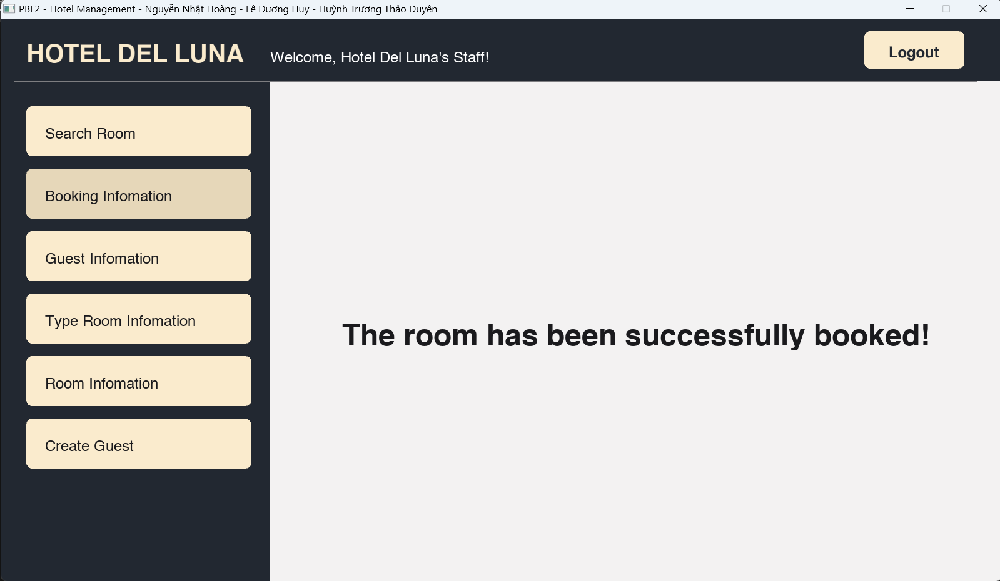 PBL2 - Hotel Management - Nguyễn Nhật Hoàng - Lê Dương Huy - Huỳnh Trương Thảo Duyên
HOTEL DEL LUNA
Welcome, Hotel Del Luna's Staff!
Logout
Search Room
Booking Infomation
Guest Infomation
Type Room Infomation
Room Infomation
Create Guest
The room has been successfully booked!